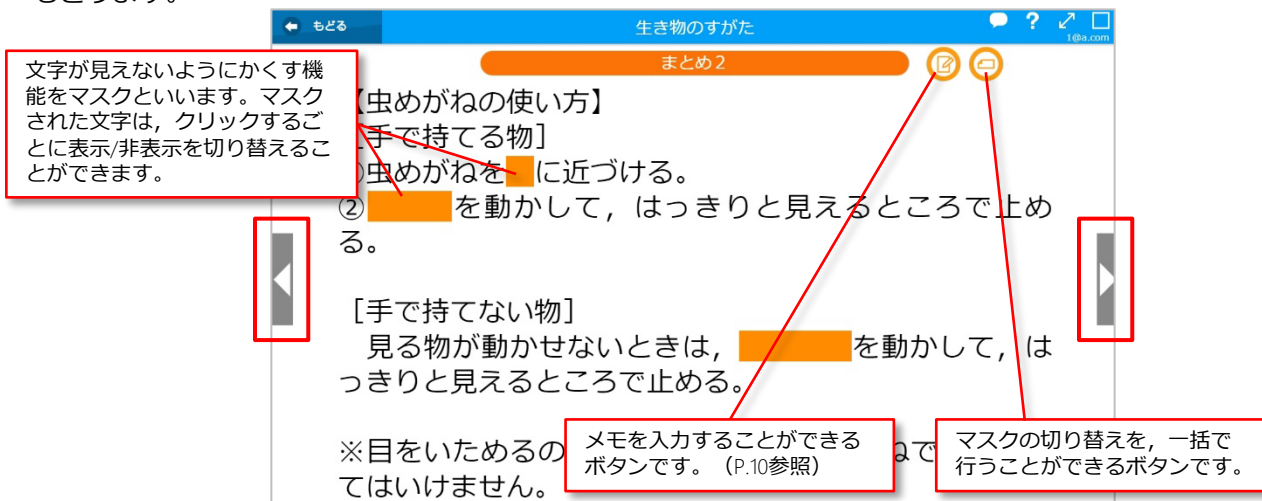 もどります。
もどる
生き物のすがた
?
1@a.com
まとめ２
文字が見えないようにかくす機
能をマスクといいます。マスク
された文字は，クリックするご
とに表示/非表示を切り替えるこ
とができます。
【虫めがねの使い方】
［手で持てる物］
虫めがねを に近づける。
② を動かして，はっきりと見えるところで止め
る。
［手で持てない物］
見る物が動かせないときは， を動かして，は
っきりと見えるところで止める。
※目をいためるの
てはいけません。
メモを入力することができる
ボタンです。（P.10参照）
マスクの切り替えを，一括で
行うことができるボタンです。